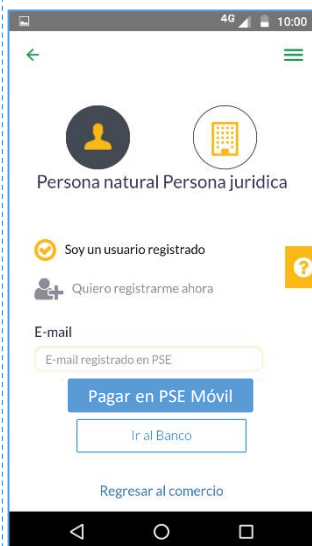 4G 10:00
Persona natural Persona juridica
Soy un usuario registrado
?
Quiero registrarme ahora
E-mail
E-mail registrado en PSE
Pagar en PSE Móvil
Ir al Banco
Regresar al comercio